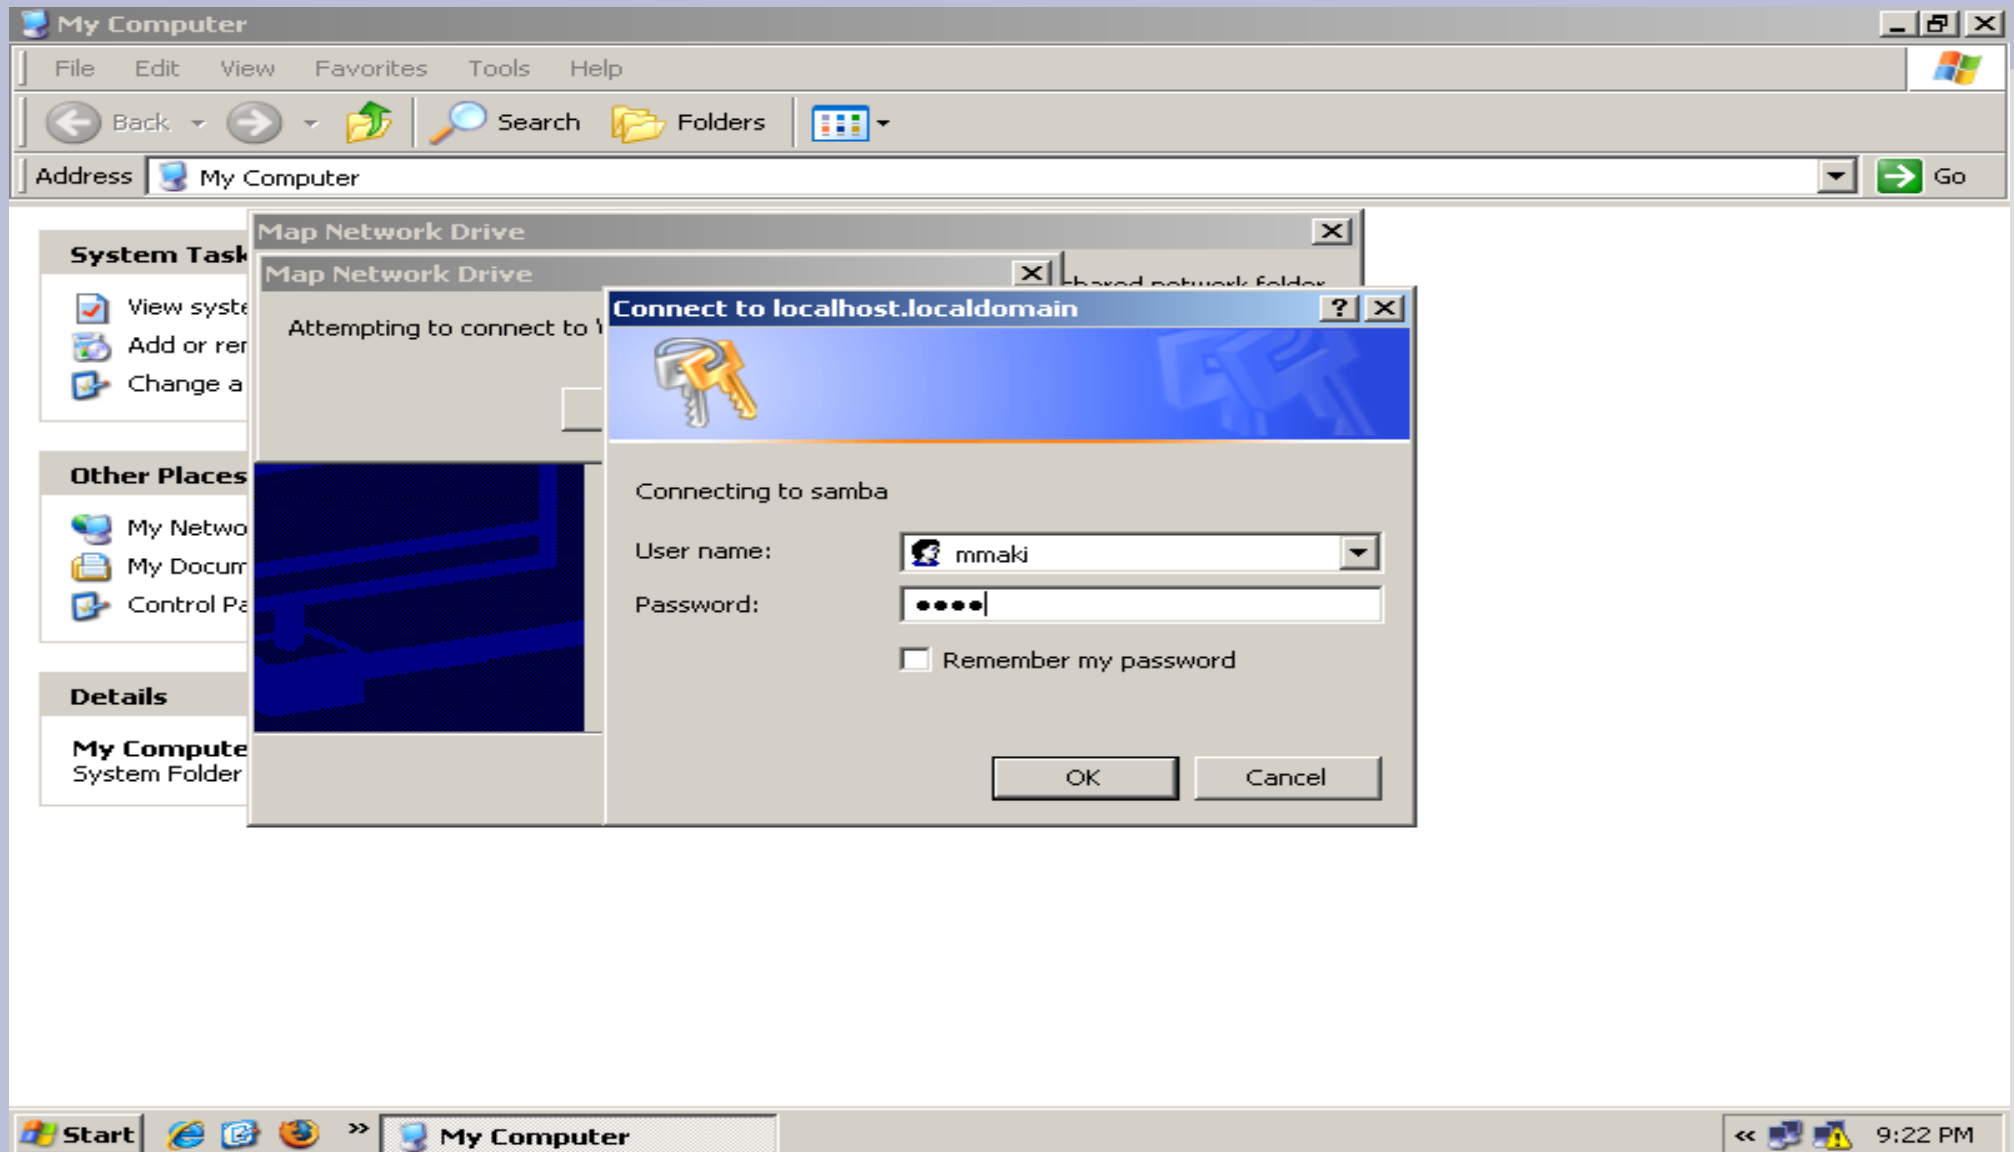 My Computer
File Edit View Favorites Tools Help
Back Search Folders
Address My Computer Go
Map Network Drive
System Task
Map Network Drive
shared network folder
View syste
Connect to localhost.localdomain
Attempting to connect to
Add or rer
Change a
Other Places
Connecting to samba
My Netwo
User name: mmaki
My Docum
Control Pa
Password:
Remember my password
Details
My Compute
System Folder
OK Cancel
Start My Computer 9:22 PM